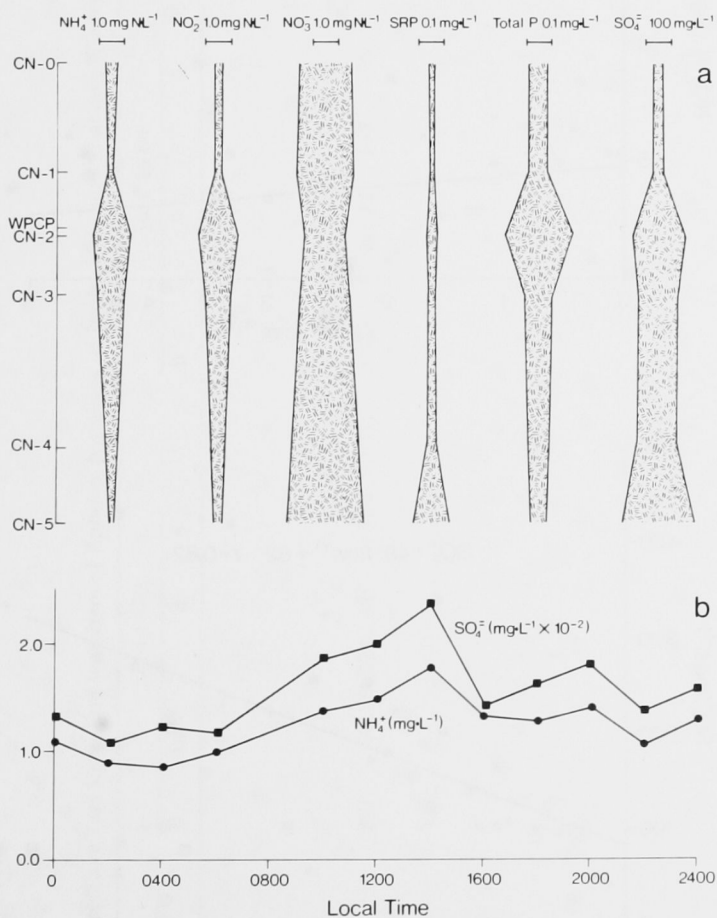 NH₄⁺ 1.0 mg N·L⁻¹ NO₂⁻ 1.0 mg N·L⁻¹ NO₃⁻ 1.0 mg N·L⁻¹ SRP 0.1 mg·L⁻¹ Total P 0.1 mg·L⁻¹ SO₄⁼ 100 mg·L⁻¹
a
CN-0
CN-1
WPCP
CN-2
CN-3
CN-4
CN-5
b
SO₄⁼ (mg·L⁻¹ × 10⁻²)
NH₄⁺ (mg·L⁻¹)
2.0
1.0
0.0
0 0400 0800 1200 1600 2000 2400
Local Time